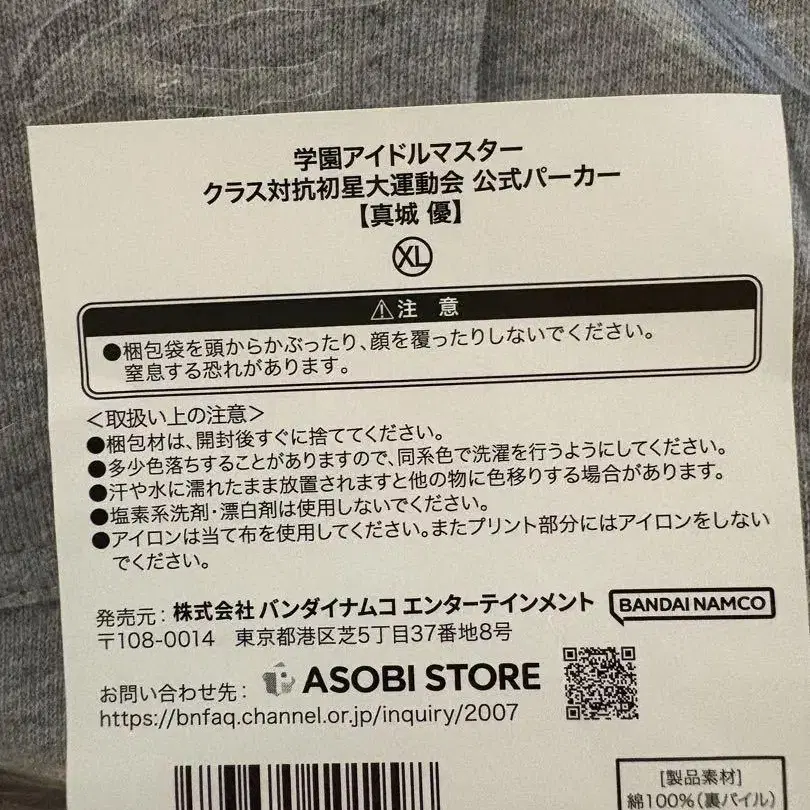 学園アイドルマスター
クラス対抗初星大運動会 公式パーカー
【真城 優】
XL
⚠注 意
●梱包袋を頭からかぶったり、顔を覆ったりしないでください。
窒息する恐れがあります。
＜取扱い上の注意＞
●梱包材は、開封後すぐに捨ててください。
●多少色落ちすることがありますので、同系色で洗濯を行うようにしてください。
●汗や水に濡れたまま放置されますと他の物に色移りする場合があります。
●塩素系洗剤・漂白剤は使用しないでください。
●アイロンは当て布を使用してください。またプリント部分にはアイロンをしない
でください。
発売元：株式会社 バンダイナムコ エンターテインメント BANDAI NAMCO
〒108-0014 東京都港区芝5丁目37番地8号
お問い合わせ先： ASOBI STORE
https://bnfaq.channel.or.jp/inquiry/2007
[製品素材]
綿100%(裏パイル)